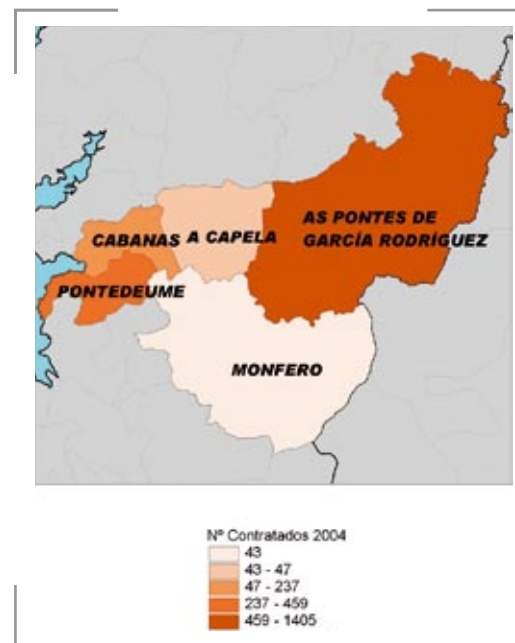 AS PONTES DE
GARCÍA RODRÍGUEZ
CABANAS A CAPELA
PONTEDEUME
MONFERO
Nº Contratados 2004
43
43 - 47
47 - 237
237 - 459
459 - 1405